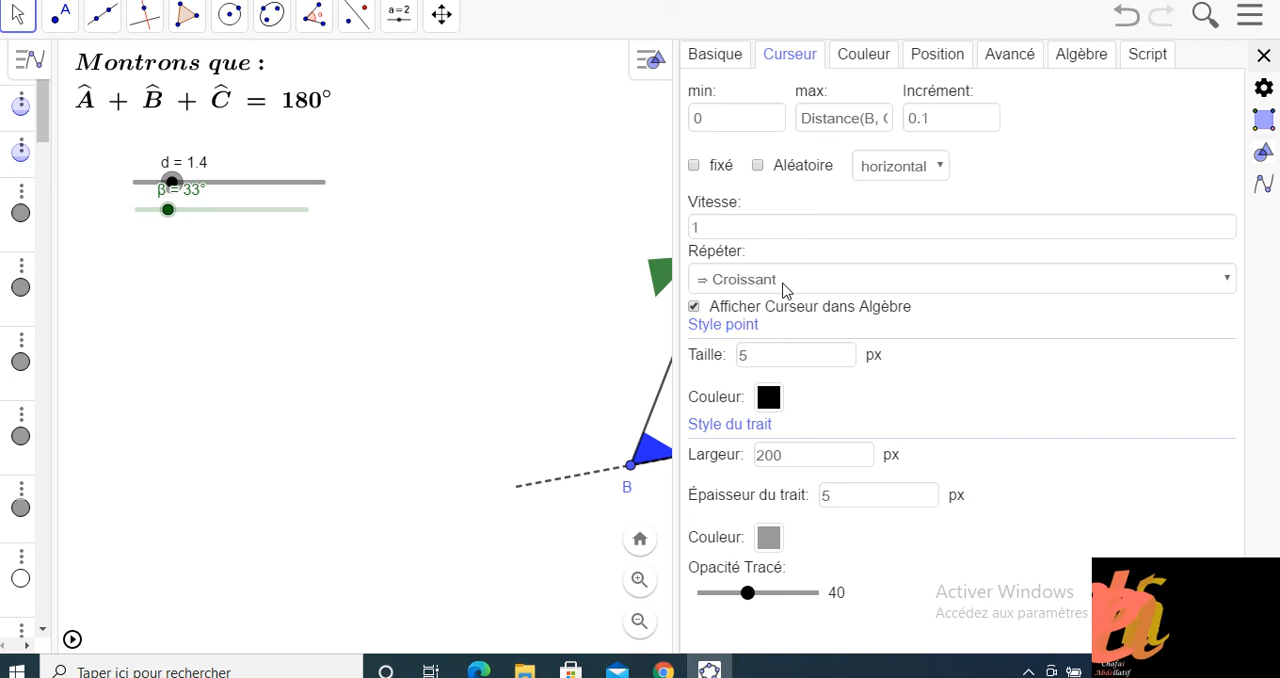 a=2
Montrons que :
Â + B̂ + Ĉ = 180°
d = 1.4
β = 33°
B
Basique Curseur Couleur Position Avancé Algèbre Script
min: max: Incrément:
0 Distance(B, 0.1
fixé Aléatoire horizontal
Vitesse:
1
Répéter:
⇒ Croissant
Afficher Curseur dans Algèbre
Style point
Taille: 5 px
Couleur:
Style du trait
Largeur: 200 px
Épaisseur du trait: 5 px
Couleur:
Opacité Tracé:
40
Activer Windows
Accédez aux paramètres
Chafai
Abdellatif
Taper ici pour rechercher